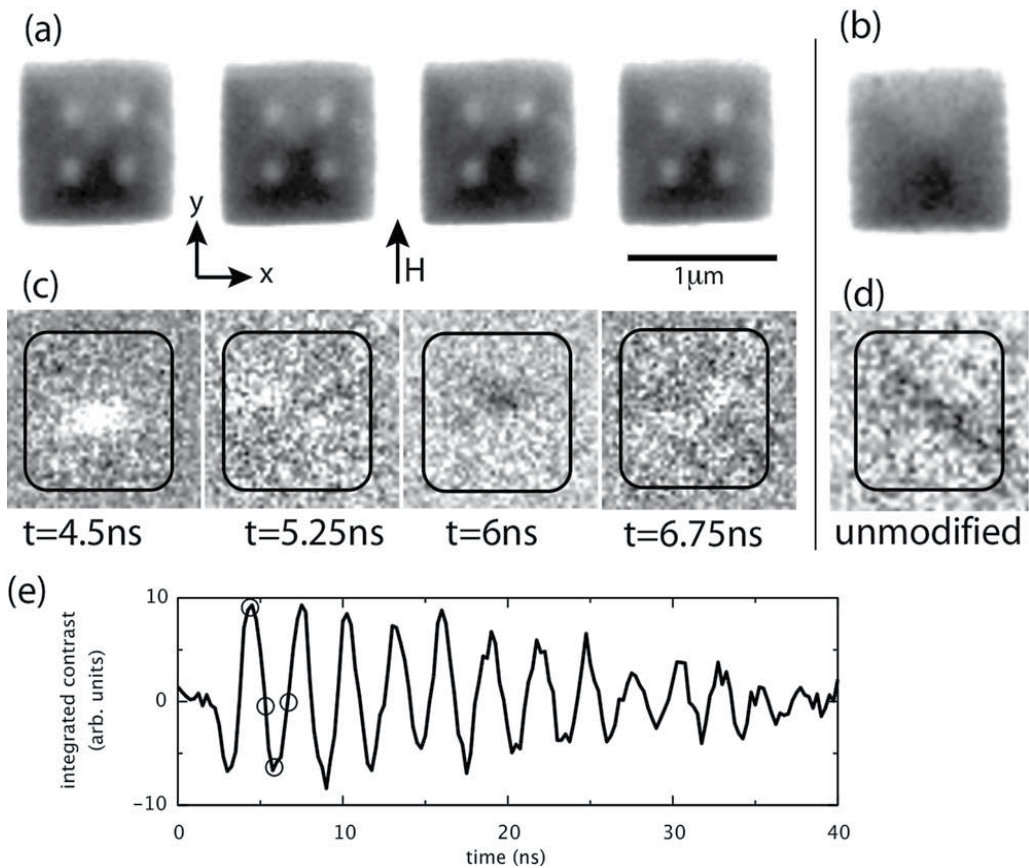 (a)
(b)
y
x
H
1μm
(c)
(d)
t=4.5ns
t=5.25ns
t=6ns
t=6.75ns
unmodified
(e)
integrated contrast
(arb. units)
10
0
−10
0
10
20
30
40
time (ns)